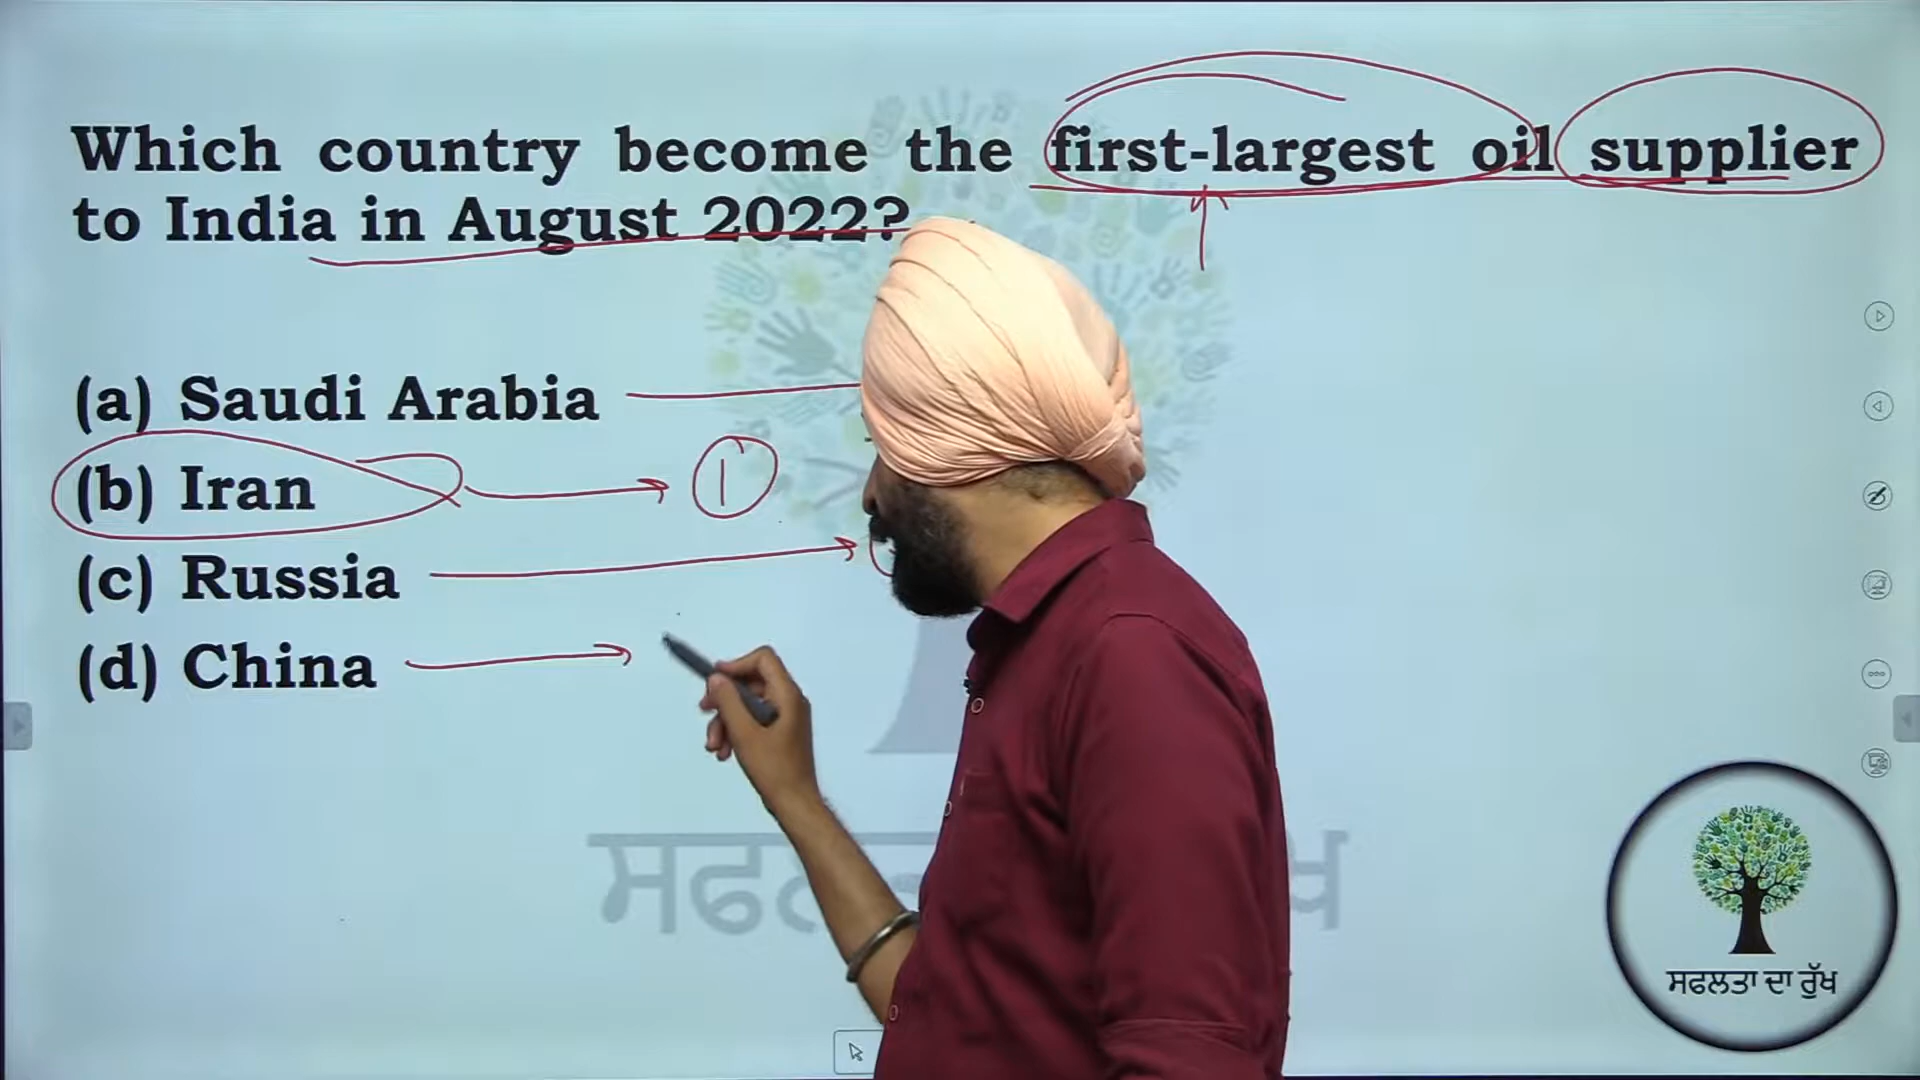 Which country become the first-largest oil supplier
to India in August 2022?
(a) Saudi Arabia
(b) Iran
1
(c) Russia
(d) China
ਸਫਲਤਾ ਦਾ ਰੁੱਖ